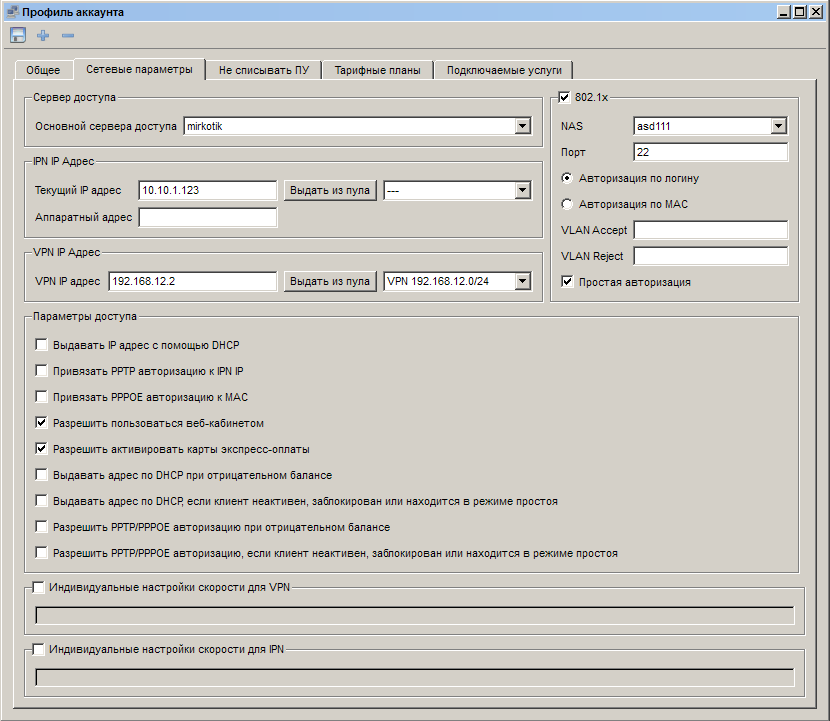 Профиль аккаунта
Общее
Сетевые параметры
Не списывать ПУ
Тарифные планы
Подключаемые услуги
Сервер доступа
Основной сервера доступа mirkotik
IPN IP Адрес
Текущий IP адрес 10.10.1.123 Выдать из пула ---
Аппаратный адрес
VPN IP Адрес
VPN IP адрес 192.168.12.2 Выдать из пула VPN 192.168.12.0/24
802.1x
NAS asd111
Порт 22
Авторизация по логину
Авторизация по MAC
VLAN Accept
VLAN Reject
Простая авторизация
Параметры доступа
Выдавать IP адрес с помощью DHCP
Привязать PPTP авторизацию к IPN IP
Привязать PPPOE авторизацию к MAC
Разрешить пользоваться веб-кабинетом
Разрешить активировать карты экспресс-оплаты
Выдавать адрес по DHCP при отрицательном балансе
Выдавать адрес по DHCP, если клиент неактивен, заблокирован или находится в режиме простоя
Разрешить PPTP/PPPOE авторизацию при отрицательном балансе
Разрешить PPTP/PPPOE авторизацию, если клиент неактивен, заблокирован или находится в режиме простоя
Индивидуальные настройки скорости для VPN
Индивидуальные настройки скорости для IPN